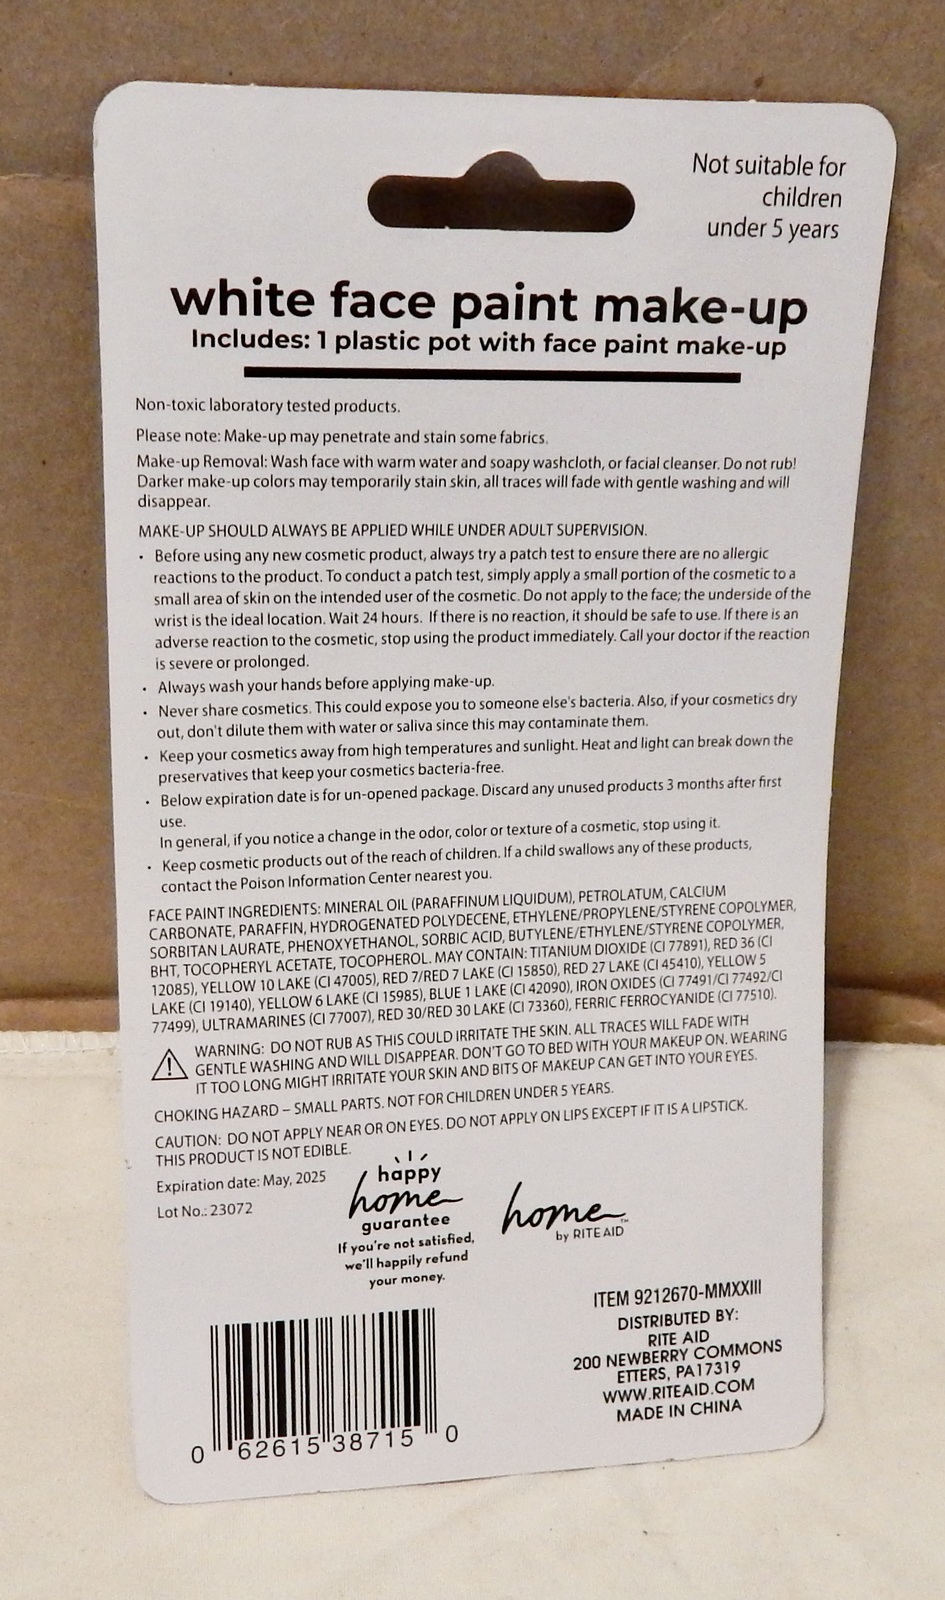 Not suitable for
children
under 5 years
white face paint make-up
Includes: 1 plastic pot with face paint make-up
Non-toxic laboratory tested products.
Please note: Make-up may penetrate and stain some fabrics.
Make-up Removal: Wash face with warm water and soapy washcloth, or facial cleanser. Do not rub!
Darker make-up colors may temporarily stain skin, all traces will fade with gentle washing and will
disappear.
MAKE-UP SHOULD ALWAYS BE APPLIED WHILE UNDER ADULT SUPERVISION.
• Before using any new cosmetic product, always try a patch test to ensure there are no allergic
reactions to the product. To conduct a patch test, simply apply a small portion of the cosmetic to a
small area of skin on the intended user of the cosmetic. Do not apply to the face; the underside of the
wrist is the ideal location. Wait 24 hours. If there is no reaction, it should be safe to use. If there is an
adverse reaction to the cosmetic, stop using the product immediately. Call your doctor if the reaction
is severe or prolonged.
• Always wash your hands before applying make-up.
• Never share cosmetics. This could expose you to someone else's bacteria. Also, if your cosmetics dry
out, don't dilute them with water or saliva since this may contaminate them.
• Keep your cosmetics away from high temperatures and sunlight. Heat and light can break down the
preservatives that keep your cosmetics bacteria-free.
• Below expiration date is for un-opened package. Discard any unused products 3 months after first
use.
In general, if you notice a change in the odor, color or texture of a cosmetic, stop using it.
• Keep cosmetic products out of the reach of children. If a child swallows any of these products,
contact the Poison Information Center nearest you.
FACE PAINT INGREDIENTS: MINERAL OIL (PARAFFINUM LIQUIDUM), PETROLATUM, CALCIUM
CARBONATE, PARAFFIN, HYDROGENATED POLYDECENE, ETHYLENE/PROPYLENE/STYRENE COPOLYMER,
SORBITAN LAURATE, PHENOXYETHANOL, SORBIC ACID, BUTYLENE/ETHYLENE/STYRENE COPOLYMER,
BHT, TOCOPHERYL ACETATE, TOCOPHEROL. MAY CONTAIN: TITANIUM DIOXIDE (CI 77891), RED 36 (CI
12085), YELLOW 10 LAKE (CI 47005), RED 7/RED 7 LAKE (CI 15850), RED 27 LAKE (CI 45410), YELLOW 5
LAKE (CI 19140), YELLOW 6 LAKE (CI 15985), BLUE 1 LAKE (CI 42090), IRON OXIDES (CI 77491/CI 77492/CI
77499), ULTRAMARINES (CI 77007), RED 30/RED 30 LAKE (CI 73360), FERRIC FERROCYANIDE (CI 77510).
WARNING: DO NOT RUB AS THIS COULD IRRITATE THE SKIN. ALL TRACES WILL FADE WITH
GENTLE WASHING AND WILL DISAPPEAR. DON'T GO TO BED WITH YOUR MAKEUP ON. WEARING
IT TOO LONG MIGHT IRRITATE YOUR SKIN AND BITS OF MAKEUP CAN GET INTO YOUR EYES.
CHOKING HAZARD – SMALL PARTS. NOT FOR CHILDREN UNDER 5 YEARS.
CAUTION: DO NOT APPLY NEAR OR ON EYES. DO NOT APPLY ON LIPS EXCEPT IF IT IS A LIPSTICK.
THIS PRODUCT IS NOT EDIBLE.
Expiration date: May, 2025
Lot No.: 23072
happy
home
guarantee
If you're not satisfied,
we'll happily refund
your money.
home™
by RITE AID
ITEM 9212670-MMXXIII
DISTRIBUTED BY:
RITE AID
200 NEWBERRY COMMONS
ETTERS, PA17319
WWW.RITEAID.COM
MADE IN CHINA
0 62615 38715 0